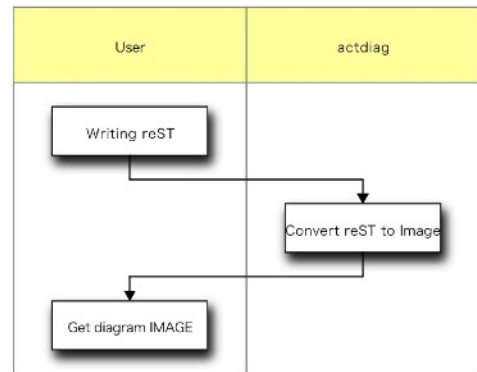 User
actdiag
Writing reST
Convert reST to Image
Get diagram IMAGE